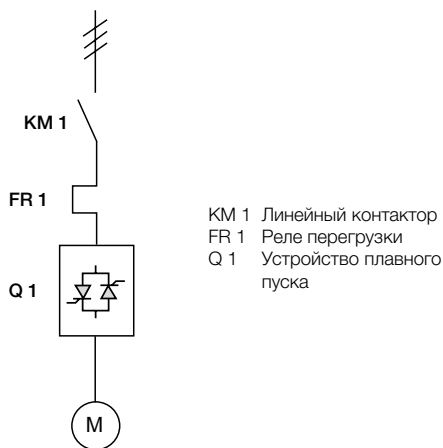 KM 1
FR 1
KM 1 Линейный контактор
FR 1 Реле перегрузки
Q 1 Устройство плавного
пуска
Q 1
M